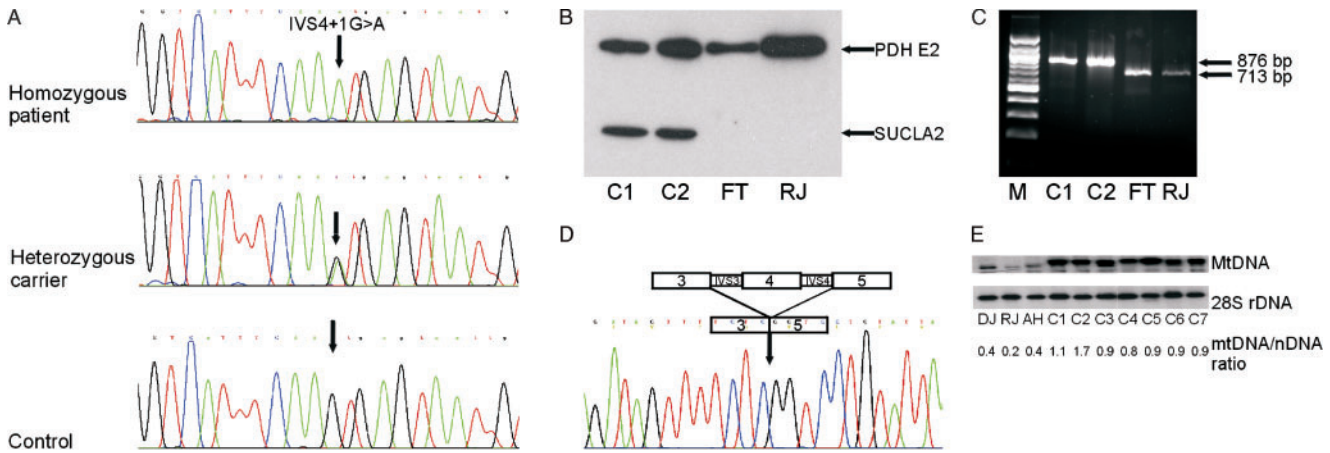 A
IVS4+1G>A
Homozygous
patient
Heterozygous
carrier
Control
B
PDH E2
SUCLA2
C1 C2 FT RJ
C
876 bp
713 bp
M C1 C2 FT RJ
D
3 IVS3 4 IVS4 5
3 5
E
MtDNA
28S rDNA
DJ RJ AH C1 C2 C3 C4 C5 C6 C7
0.4 0.2 0.4 1.1 1.7 0.9 0.8 0.9 0.9 0.9 mtDNA/nDNA
ratio